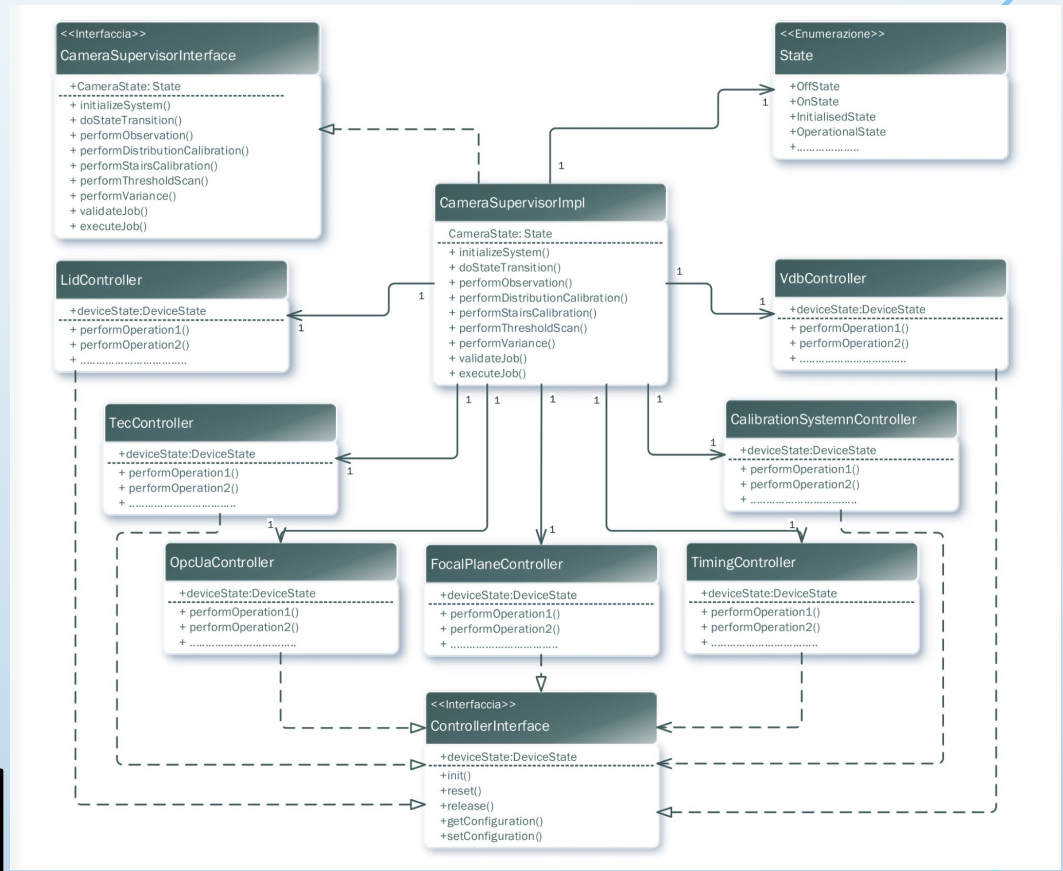 <<Interfaccia>>
CameraSupervisorInterface
+CameraState: State
+ initializeSystem()
+ doStateTransition()
+ performObservation()
+ performDistributionCalibration()
+ performStairsCalibration()
+ performThresholdScan()
+ performVariance()
+ validateJob()
+ executeJob()
<<Enumerazione>>
State
+OffState
+OnState
+InitialisedState
+OperationalState
+...................
1
1
CameraSupervisorImpl
CameraState: State
+ initializeSystem()
+ doStateTransition()
+ performObservation()
+ performDistributionCalibration()
+ performStairsCalibration()
+ performThresholdScan()
+ performVariance()
+ validateJob()
+ executeJob()
LidController
+deviceState:DeviceState
+ performOperation1()
+ performOperation2()
+ ..................................
1
1
VdbController
+deviceState:DeviceState
+ performOperation1()
+ performOperation2()
+ ..................................
1
1
1
1
1
1
1
TecController
+deviceState:DeviceState
+ performOperation1()
+ performOperation2()
+ ..................................
1
CalibrationSystemnController
+deviceState:DeviceState
+ performOperation1()
+ performOperation2()
+ ..................................
1
1
1
1
OpcUaController
+deviceState:DeviceState
+ performOperation1()
+ performOperation2()
+ ..................................
FocalPlaneController
+deviceState:DeviceState
+ performOperation1()
+ performOperation2()
+ ..................................
TimingController
+deviceState:DeviceState
+ performOperation1()
+ performOperation2()
+ ..................................
<<Interfaccia>>
ControllerInterface
+deviceState:DeviceState
+init()
+reset()
+release()
+getConfiguration()
+setConfiguration()